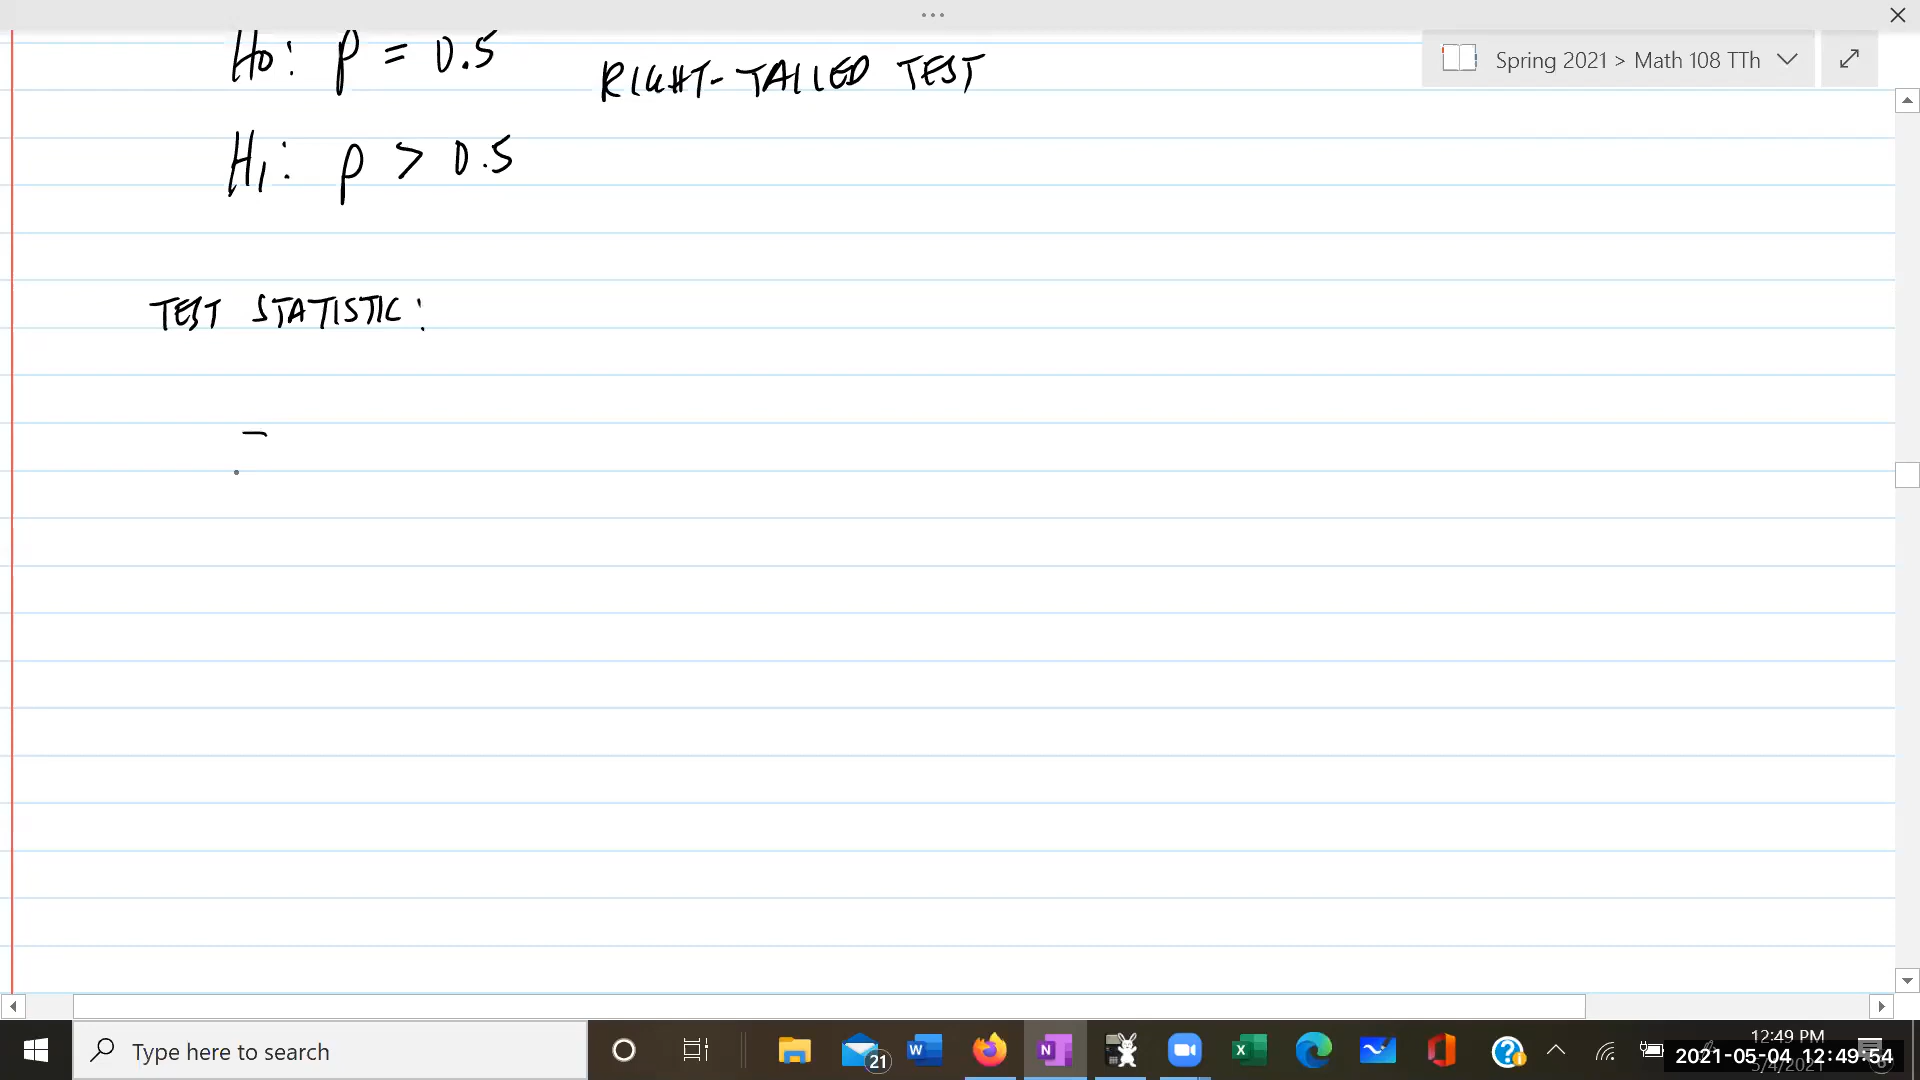 H0: p = 0.5
RIGHT-TAILED TEST
Spring 2021 > Math 108 TTh
H1: p > 0.5
TEST STATISTIC:
Type here to search
21
12:49 PM
2021-05-04 12:49:54